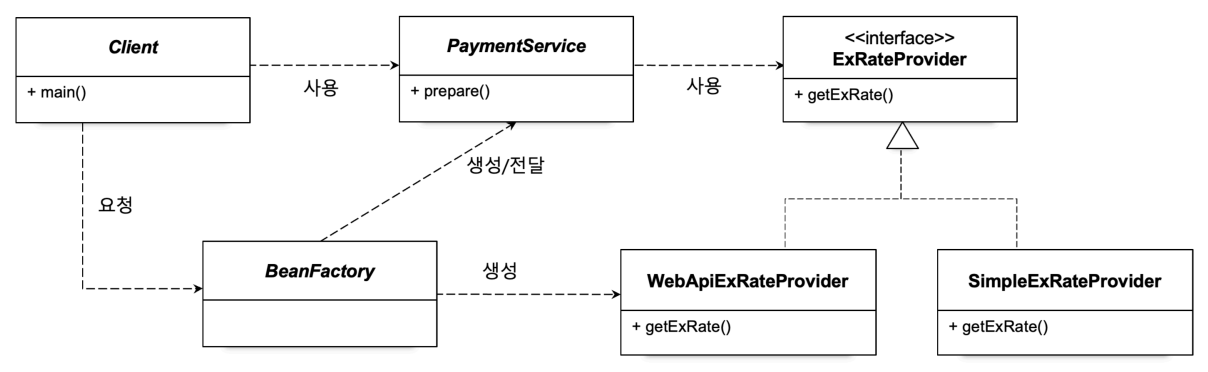 Client
+ main()
사용
PaymentService
+ prepare()
사용
<<interface>>
ExRateProvider
+ getExRate()
생성/전달
요청
BeanFactory
생성
WebApiExRateProvider
+ getExRate()
SimpleExRateProvider
+ getExRate()